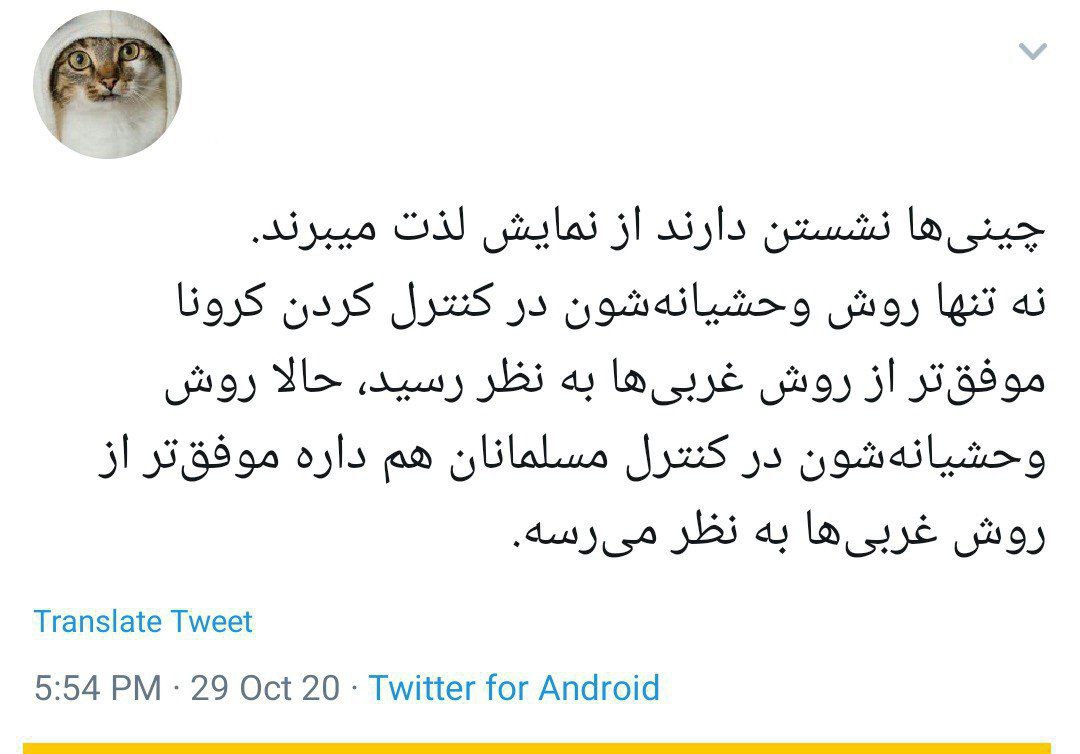 چینی‌ها نشستن دارند از نمایش لذت میبرند.
نه تنها روش وحشیانه‌شون در کنترل کردن کرونا
موفق‌تر از روش غربی‌ها به نظر رسید، حالا روش
وحشیانه‌شون در کنترل مسلمانان هم داره موفق‌تر از
روش غربی‌ها به نظر می‌رسه.
Translate Tweet
5:54 PM · 29 Oct 20 · Twitter for Android